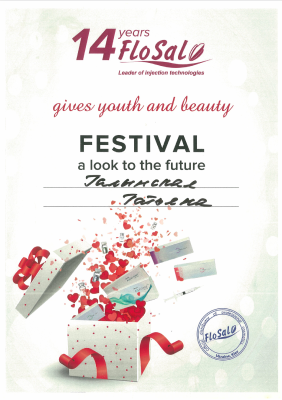 14 years
FloSal
Leader of injection technologies
gives youth and beauty
FESTIVAL
a look to the future
Галинская
Татьяна
FloSal